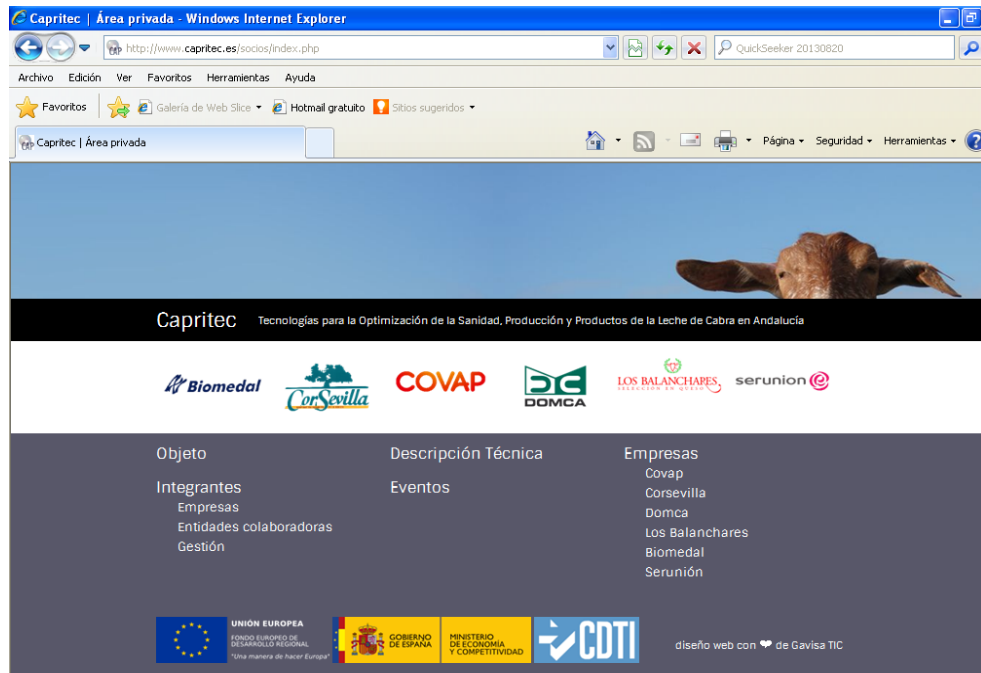 Capritec | Área privada - Windows Internet Explorer
http://www.capritec.es/socios/index.php
QuickSeeker 20130820
Archivo Edición Ver Favoritos Herramientas Ayuda
Favoritos Galería de Web Slice Hotmail gratuito Sitios sugeridos
Capritec | Área privada
Página Seguridad Herramientas
Capritec Tecnologías para la Optimización de la Sanidad, Producción y Productos de la Leche de Cabra en Andalucía
Biomedal
CorSevilla
COVAP
DOMCA
LOS BALANCHARES
SELECCIÓN EN QUESO
serunion
Objeto Descripción Técnica Empresas
Covap
Integrantes Eventos Corsevilla
Empresas Domca
Entidades colaboradoras Los Balanchares
Gestión Biomedal
Serunión
UNIÓN EUROPEA
FONDO EUROPEO DE
DESARROLLO REGIONAL
"Una manera de hacer Europa"
GOBIERNO
DE ESPAÑA
MINISTERIO
DE ECONOMÍA
Y COMPETITIVIDAD
CDTI
diseño web con ❤ de Gavisa TIC